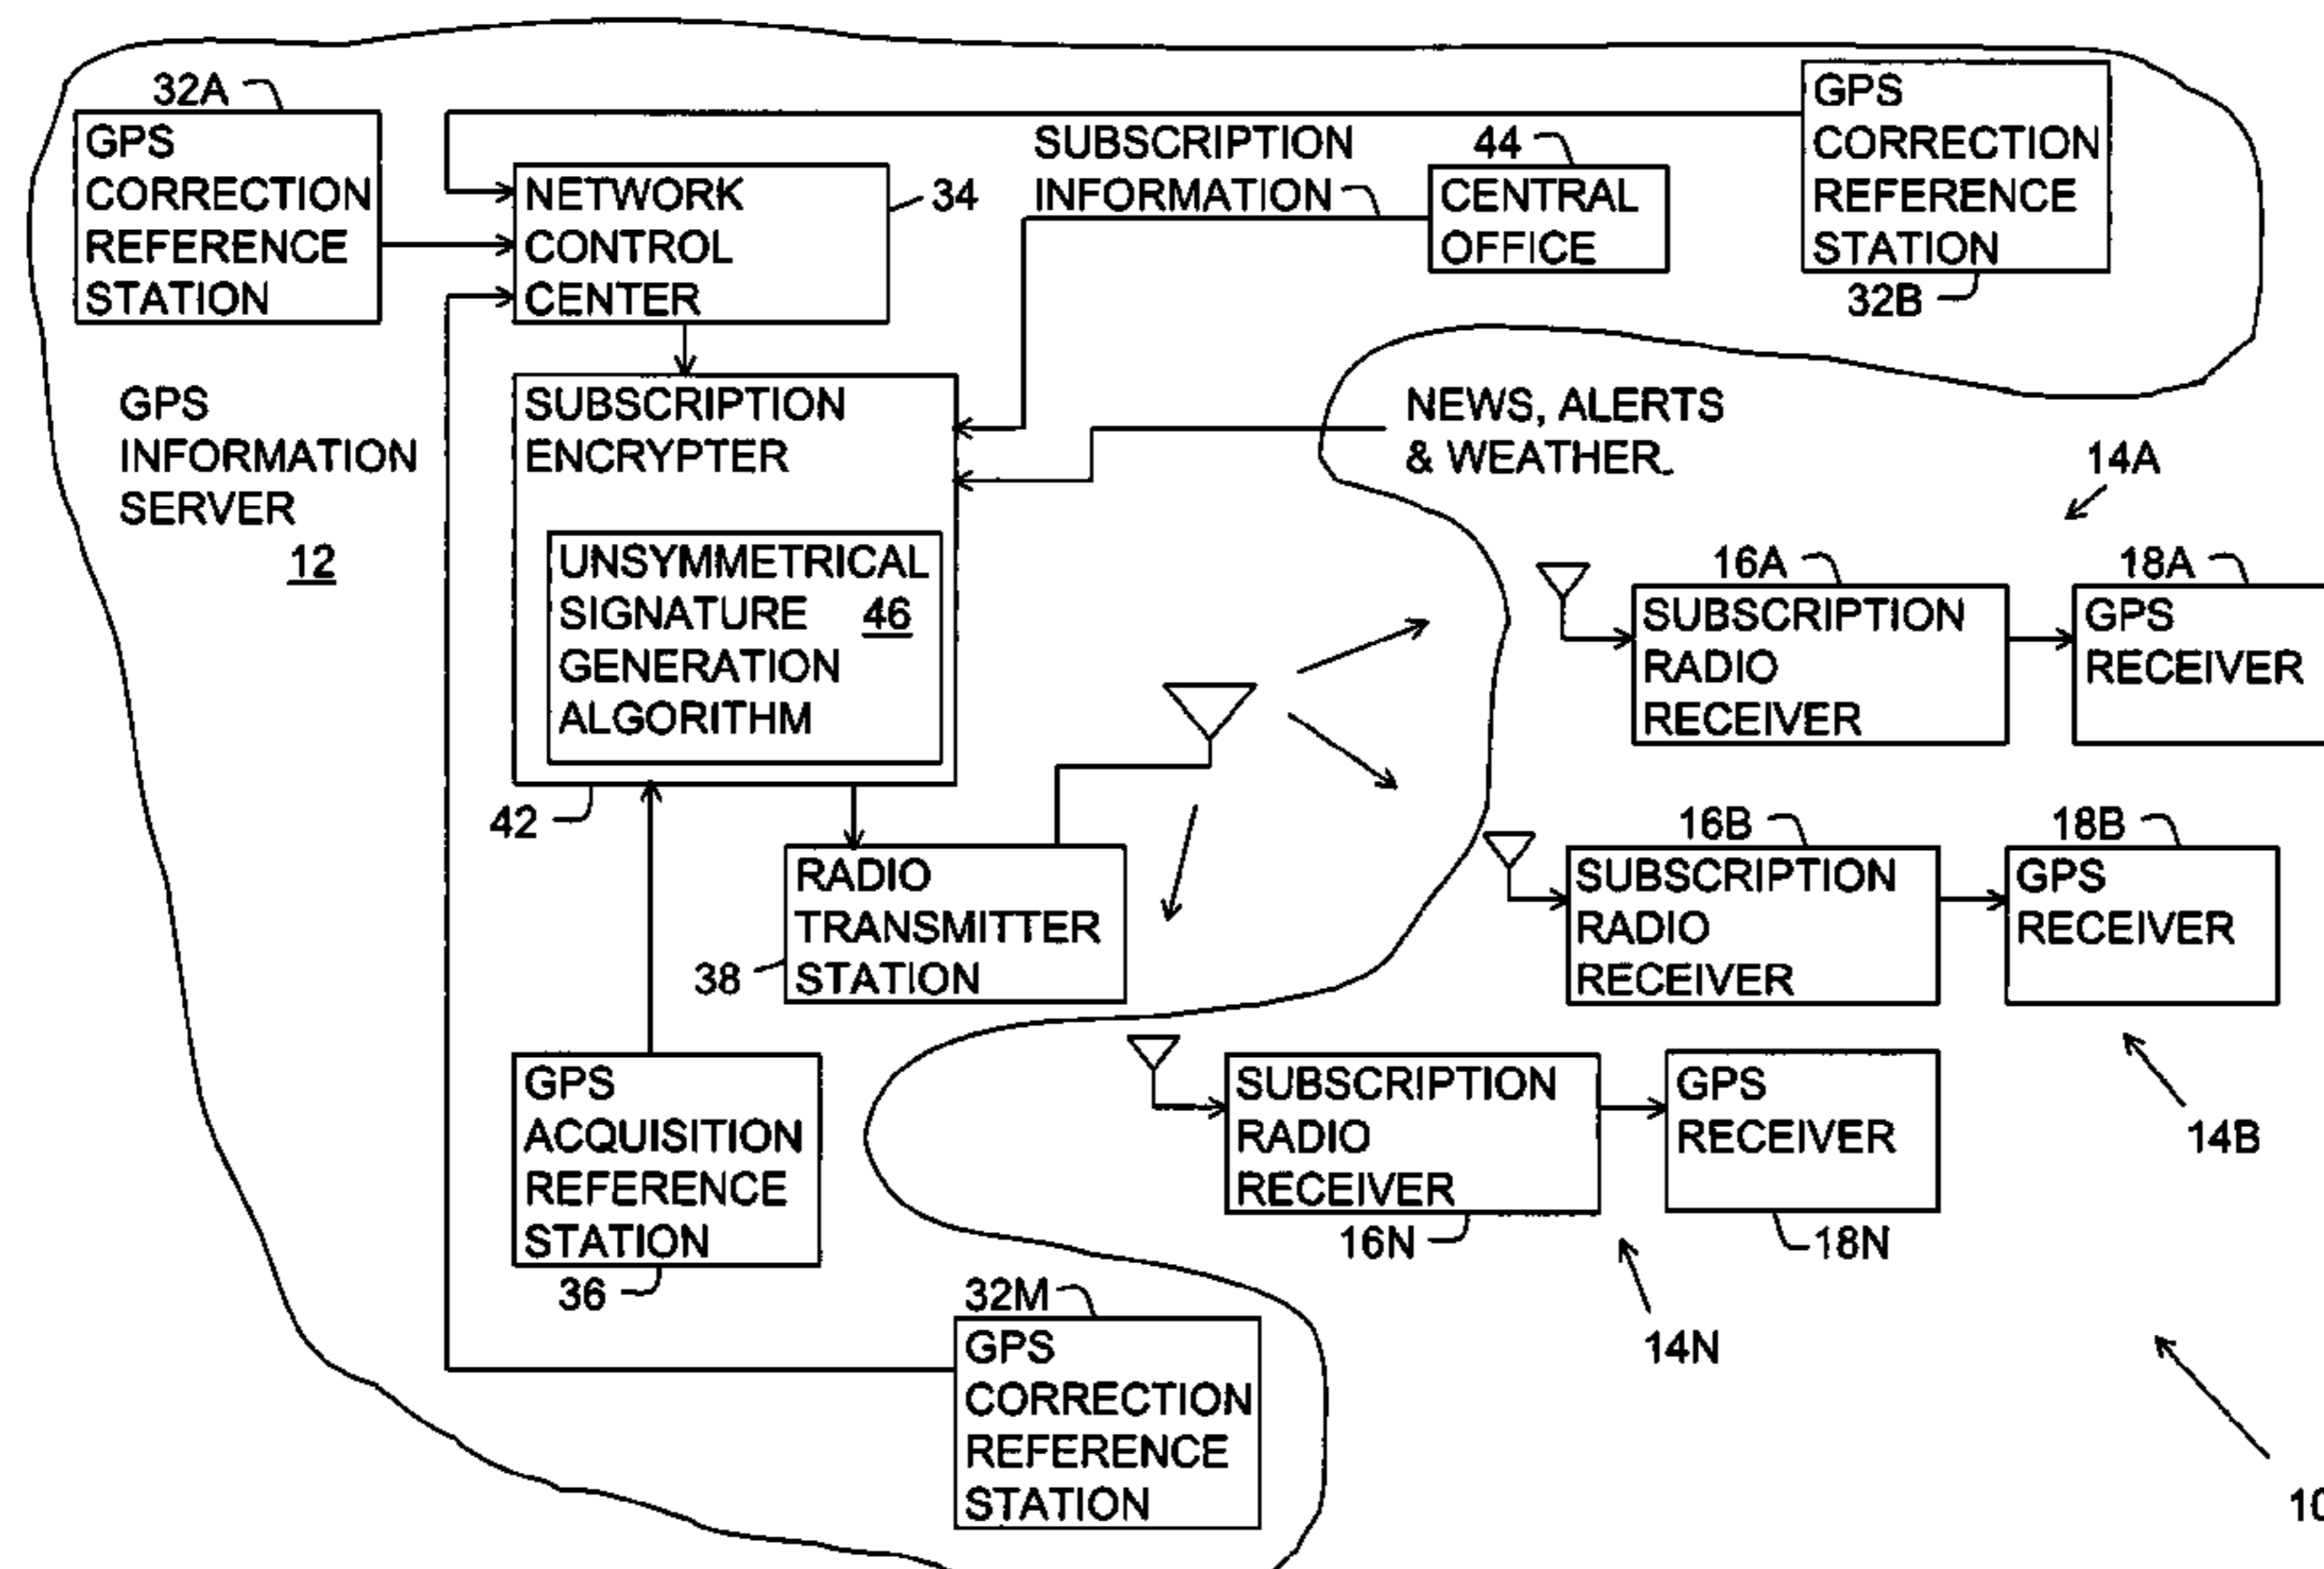 32A
GPS
CORRECTION
REFERENCE
STATION
NETWORK
CONTROL
CENTER
34
SUBSCRIPTION
INFORMATION
44
CENTRAL
OFFICE
GPS
CORRECTION
REFERENCE
STATION
32B
GPS
INFORMATION
SERVER
12
SUBSCRIPTION
ENCRYPTER
UNSYMMETRICAL
SIGNATURE 46
GENERATION
ALGORITHM
42
NEWS, ALERTS
& WEATHER
14A
16A
SUBSCRIPTION
RADIO
RECEIVER
18A
GPS
RECEIVER
RADIO
TRANSMITTER
STATION
38
16B
SUBSCRIPTION
RADIO
RECEIVER
18B
GPS
RECEIVER
14B
GPS
ACQUISITION
REFERENCE
STATION
36
SUBSCRIPTION
RADIO
RECEIVER
16N
GPS
RECEIVER
18N
14N
32M
GPS
CORRECTION
REFERENCE
STATION
10